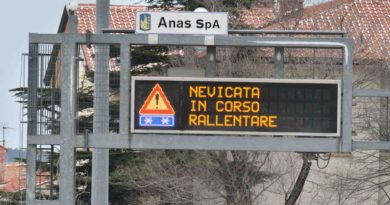 Anas SpA
NEVICATA
IN CORSO
RALLENTARE